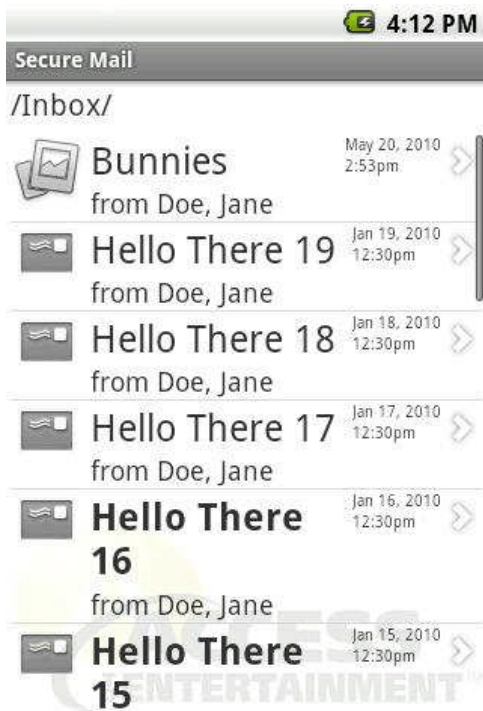 4:12 PM
Secure Mail
/Inbox/
Bunnies
May 20, 2010
2:53pm
from Doe, Jane
Hello There 19
Jan 19, 2010
12:30pm
from Doe, Jane
Hello There 18
Jan 18, 2010
12:30pm
from Doe, Jane
Hello There 17
Jan 17, 2010
12:30pm
from Doe, Jane
Hello There
16
Jan 16, 2010
12:30pm
from Doe, Jane
ACCESS
ENTERTAINMENT
Hello There
15
Jan 15, 2010
12:30pm